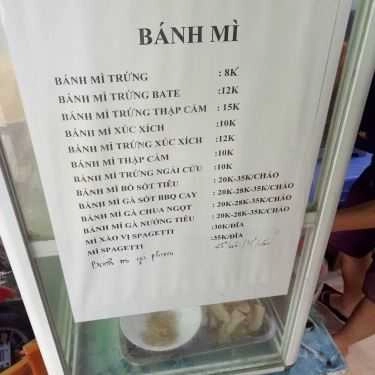 BÁNH MÌ
BÁNH MÌ TRỨNG : 8K
BÁNH MÌ TRỨNG BATE : 12K
BÁNH MÌ TRỨNG THẬP CẨM : 15K
BÁNH MÌ XÚC XÍCH : 10K
BÁNH MÌ TRỨNG XÚC XÍCH : 12K
BÁNH MÌ THẬP CẨM : 10K
BÁNH MÌ TRỨNG NGẢI CỨU : 10K
BÁNH MÌ BÒ SỐT TIÊU : 20K-35K/CHẢO
BÁNH MÌ GÀ SỐT BBQ CAY : 20K-28K-35K/CHẢO
BÁNH MÌ GÀ CHUA NGỌT : 20K-28K-35K/CHẢO
BÁNH MÌ GÀ NƯỚNG TIÊU : 20K-28K-35K/CHẢO
MÌ XÀO VỊ SPAGETTI : 30K/ĐĨA
MÌ SPAGETTI : 35K/ĐĨA
Bánh mì gà